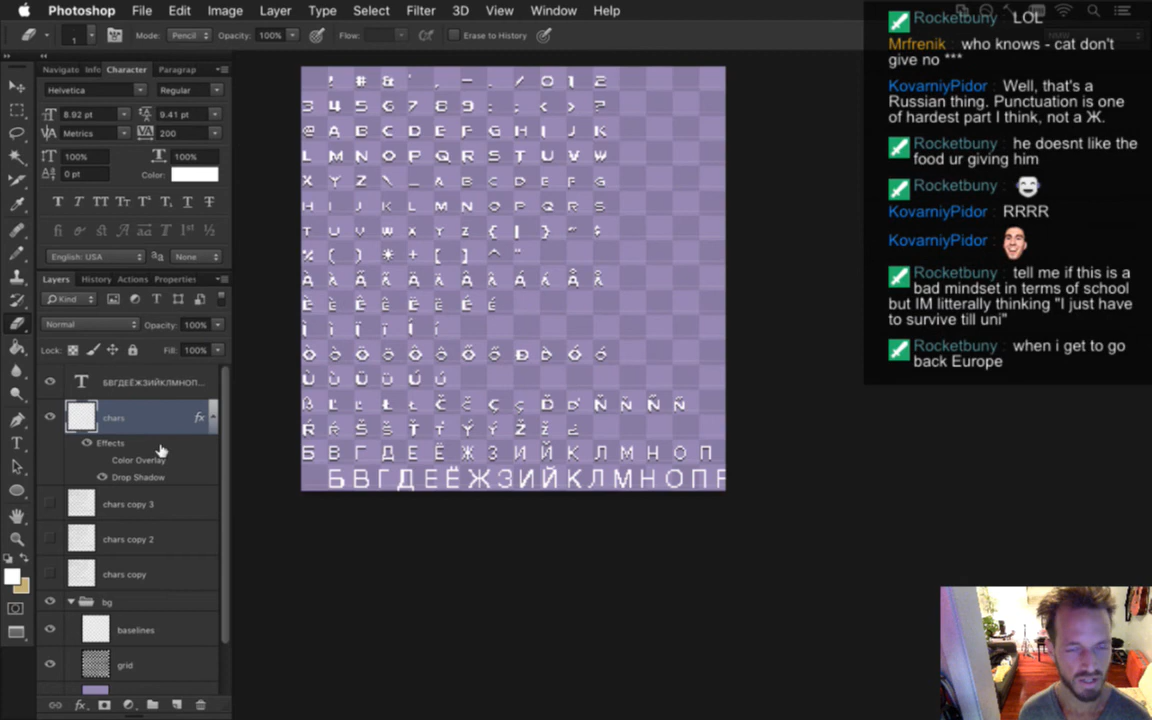 Photoshop File Edit Image Layer Type Select Filter 3D View Window Help
1 Mode: Pencil Opacity: 100% Flow: Erase to History
Navigato Info Character Paragraph
Helvetica Regular
8.92 pt 9.41 pt
Metrics 200
100% 100%
0 pt Color:
English: USA None
Layers History Actions Properties
Kind
Normal Opacity: 100%
Lock: Fill: 100%
БВГДЕЁЖЗИЙКЛМНОП...
chars fx
Effects
Color Overlay
Drop Shadow
chars copy 3
chars copy 2
chars copy
bg
baselines
grid
! # & ' , – . / 0 1 2
3 4 5 6 7 8 9 : ; < > ?
@ A B C D E F G H I J K
L M N O P Q R S T U V W
X Y Z \ _ A B C D E F G
H I J K L M N O P Q R S
T U V W X Y Z { | }
% ( ) * + [ ] ^ "
È è Ê ê Ë ë É é
Ù ù Ü ü Ú ú
Ŕ ŕ Š š Ť ť Ý ý Ž ž
Б В Г Д Е Ё Ж З И Й К Л М Н О П
БВГДЕЁЖЗИЙКЛМНОПР
Rocketbuny : LOL
Mrfrenik : who knows - cat don't
give no ***
KovarniyPidor : Well, that's a
Russian thing. Punctuation is one
of hardest part I think, not a Ж.
Rocketbuny : he doesnt like the
food ur giving him
Rocketbuny :
KovarniyPidor : RRRR
KovarniyPidor :
Rocketbuny : tell me if this is a
bad mindset in terms of school
but IM litterally thinking "I just have
to survive till uni"
Rocketbuny : when i get to go
back Europe